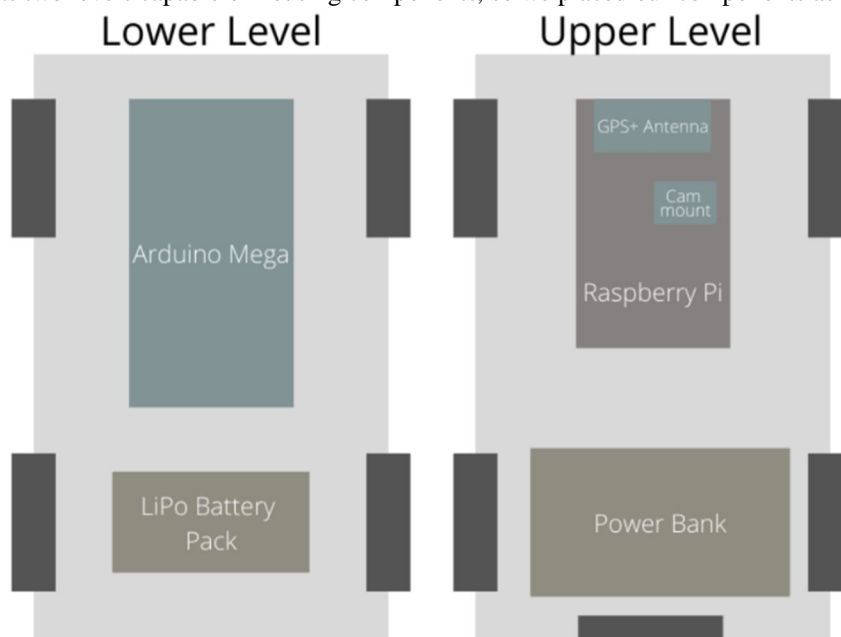 Lower Level
Upper Level
GPS+ Antenna
Cam
mount
Arduino Mega
Raspberry Pi
LiPo Battery
Pack
Power Bank